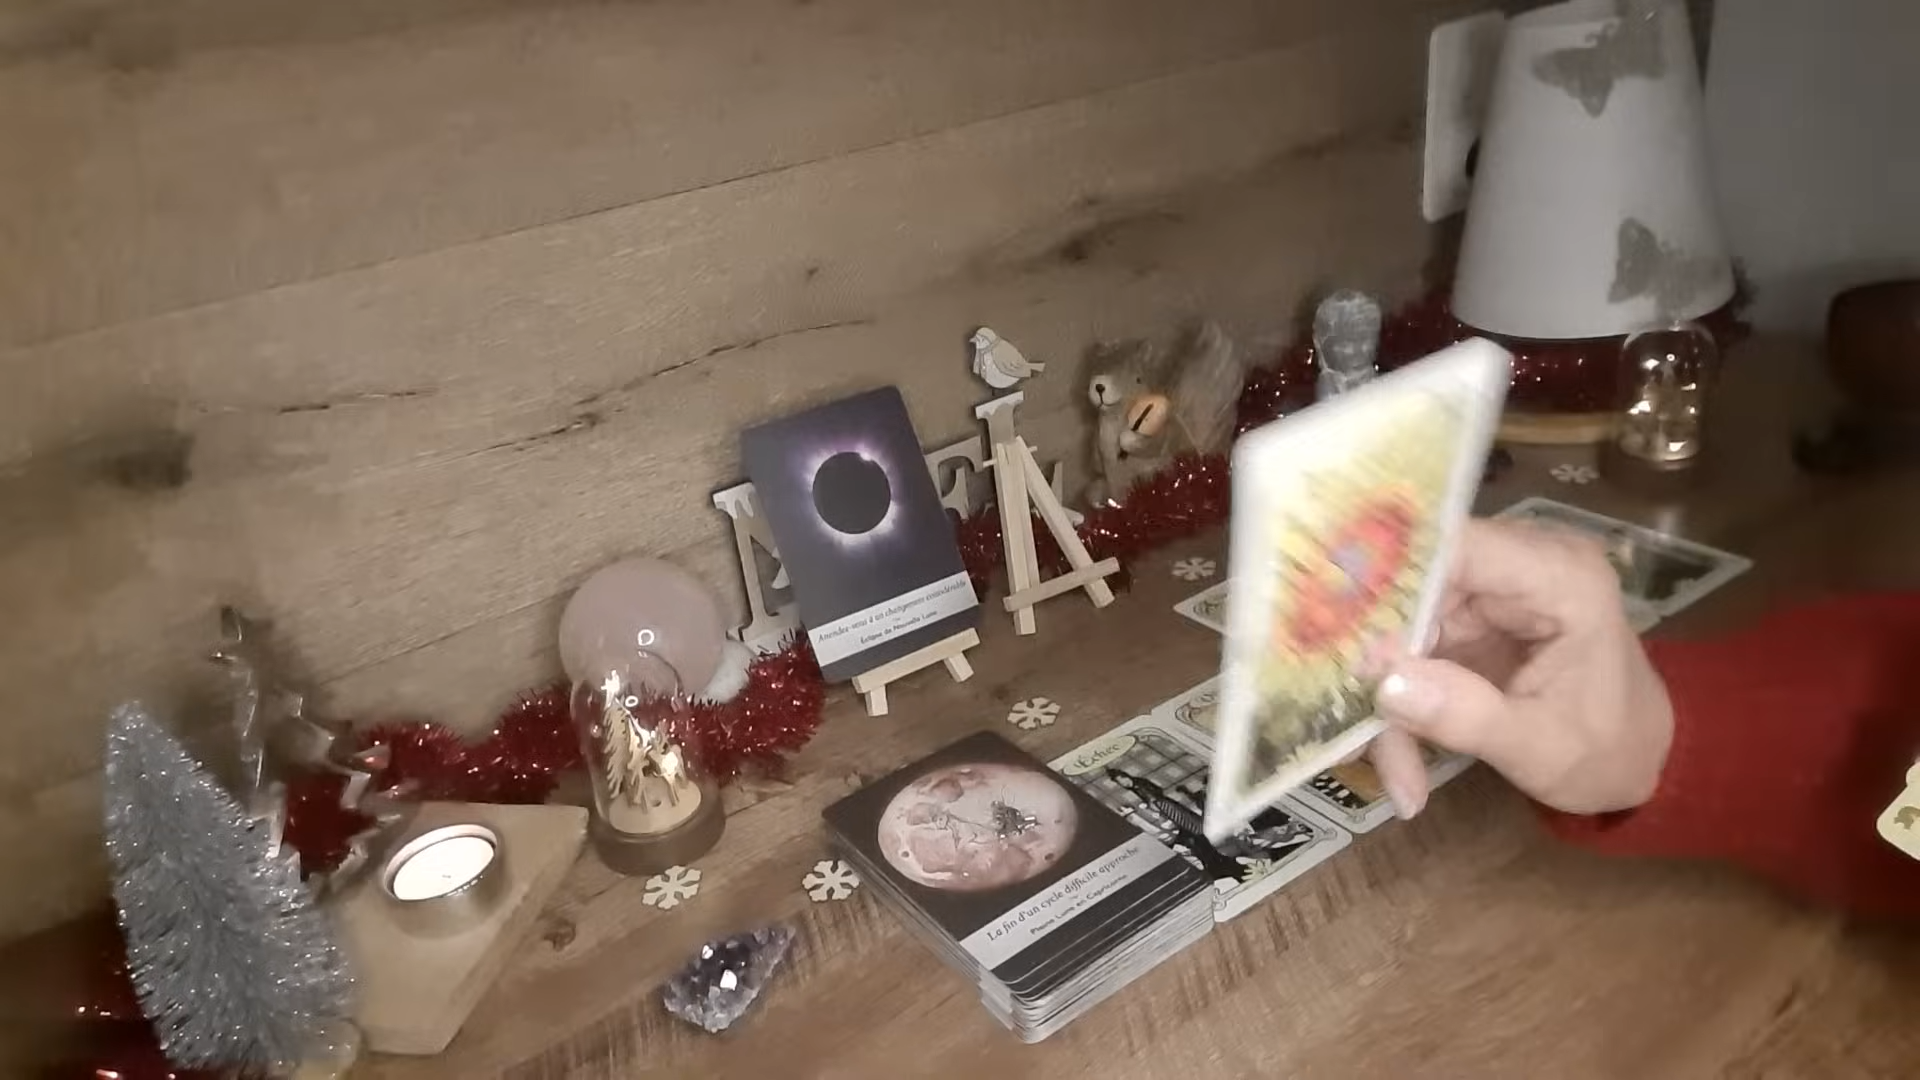 Attendez-vous à un changement considérable
Éclipse de Nouvelle Lune
Échec
La fin d'un cycle difficile approche
Pleine Lune en Capricorne